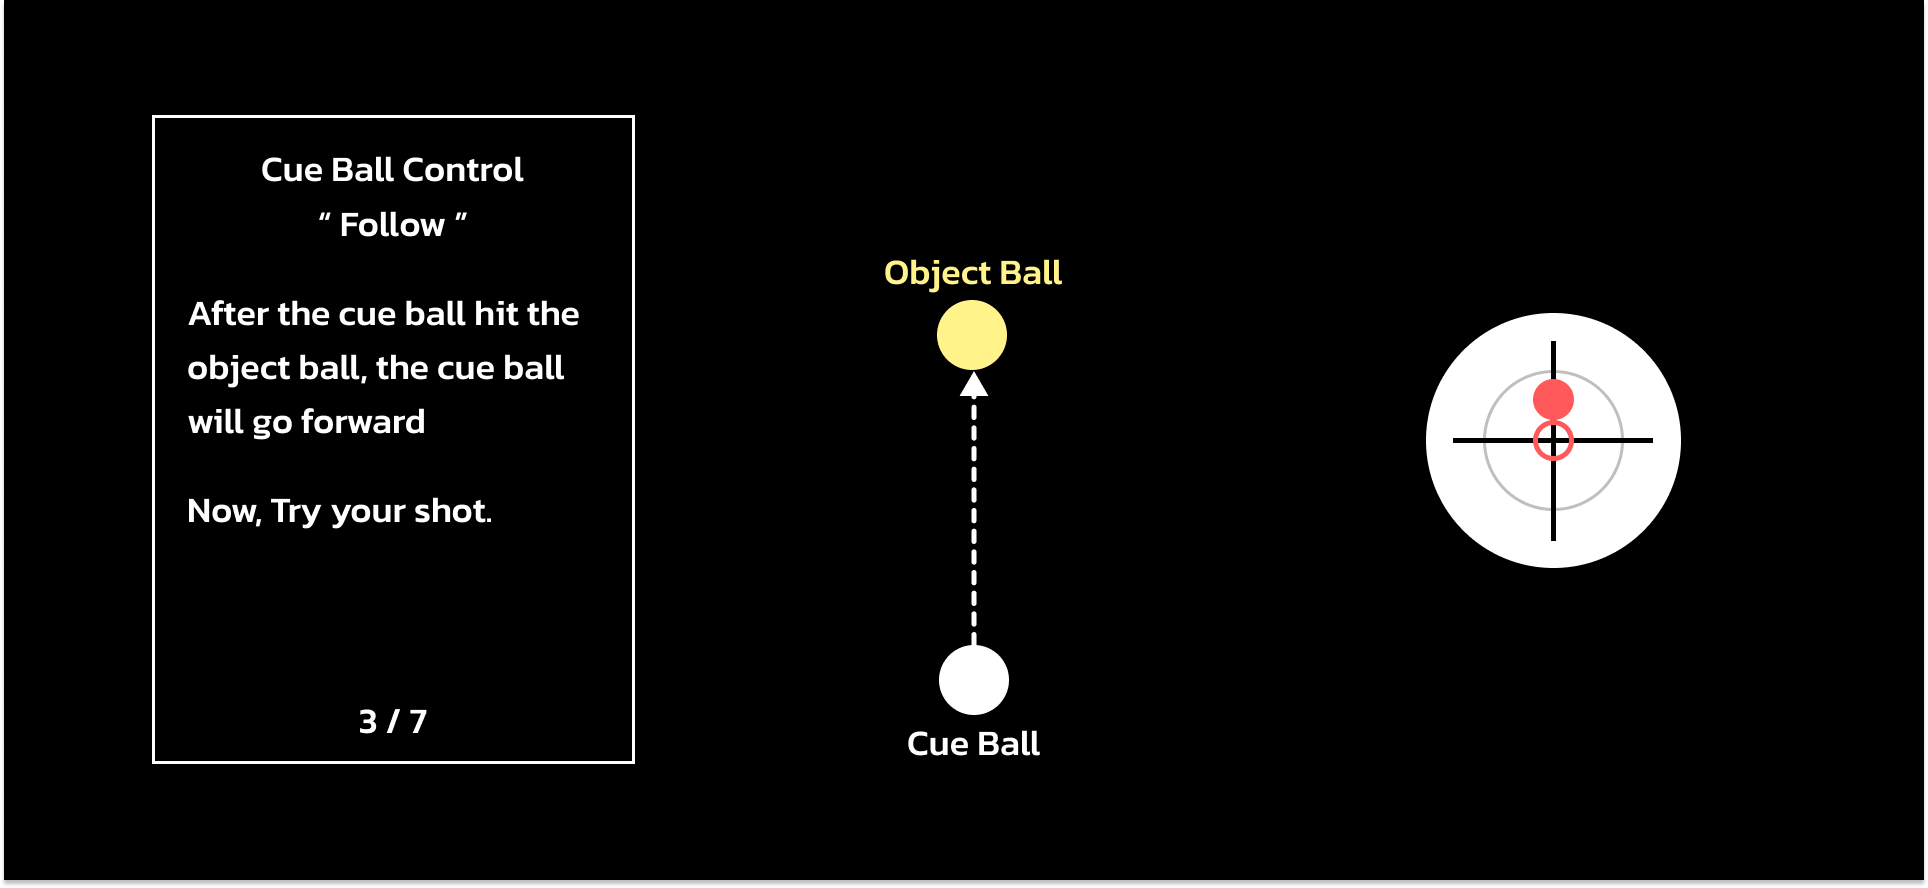 Cue Ball Control
“ Follow ”
After the cue ball hit the
object ball, the cue ball
will go forward
Now, Try your shot.
3 / 7
Object Ball
Cue Ball